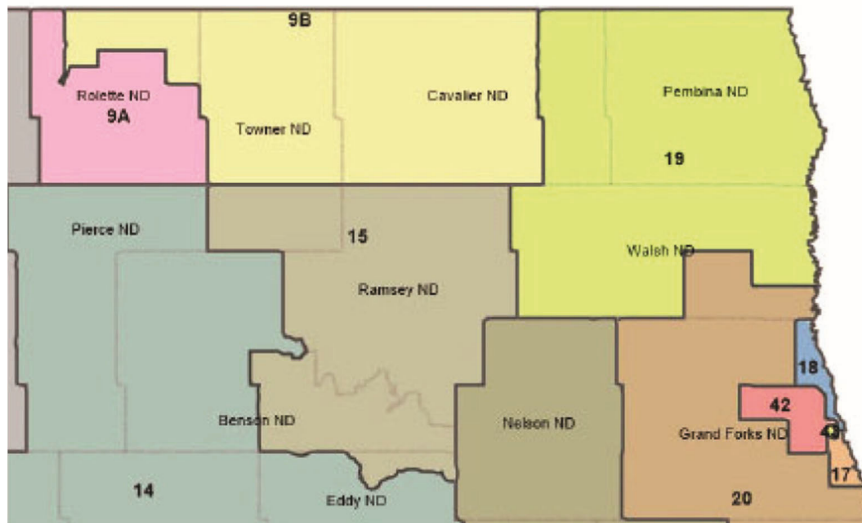 9B
Rolette ND
9A
Cavalier ND
Pembina ND
Towner ND
19
Pierce ND
15
Walsh ND
Ramsey ND
18
42
Benson ND
Nelson ND
Grand Forks ND
43
17
14
Eddy ND
20